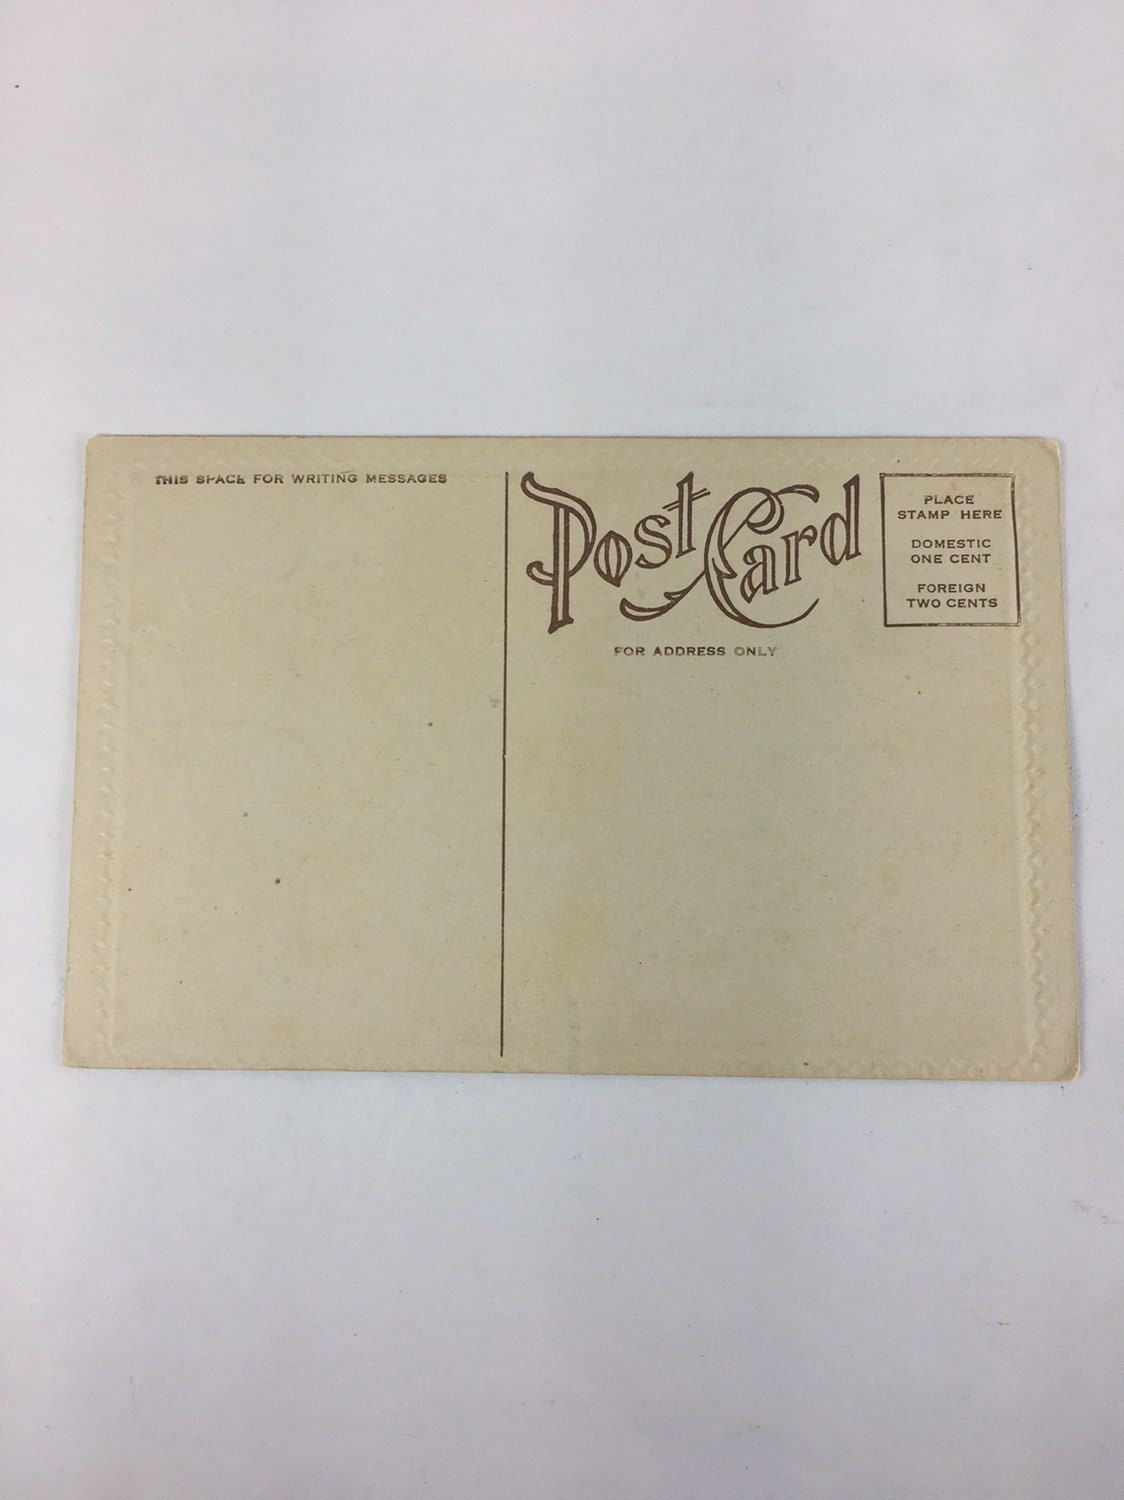 THIS SPACE FOR WRITING MESSAGES
Post Card
FOR ADDRESS ONLY
PLACE
STAMP HERE
DOMESTIC
ONE CENT
FOREIGN
TWO CENTS